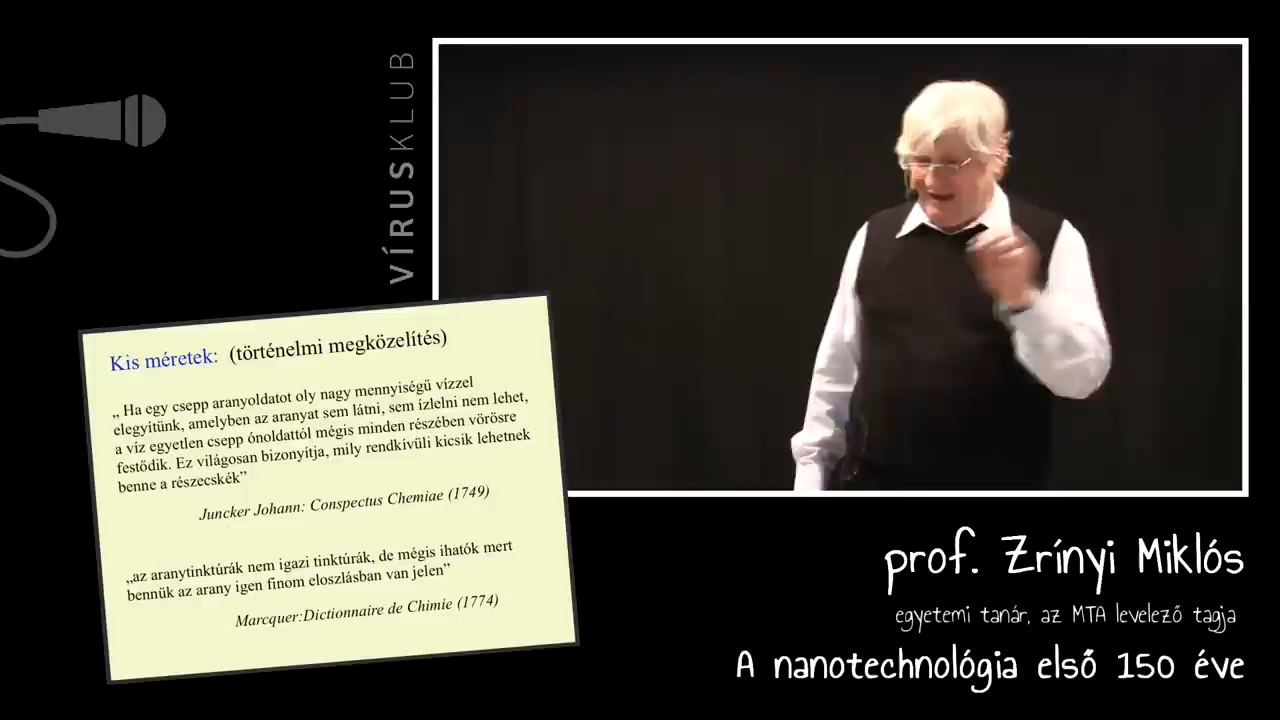 VÍRUSKLUB
Kis méretek: (történelmi megközelítés)
„ Ha egy csepp aranyoldatot oly nagy mennyiségű vízzel
elegyítünk, amelyben az aranyat sem látni, sem ízlelni nem lehet,
a víz egyetlen csepp ónoldattól mégis minden részében vörösre
festődik. Ez világosan bizonyítja, mily rendkívüli kicsik lehetnek
benne a részecskék”
Juncker Johann: Conspectus Chemiae (1749)
„az aranytinktúrák nem igazi tinktúrák, de mégis ihatók mert
bennük az arany igen finom eloszlásban van jelen”
Marcquer:Dictionnaire de Chimie (1774)
prof. Zrínyi Miklós
egyetemi tanár, az MTA levelező tagja
A nanotechnológia első 150 éve